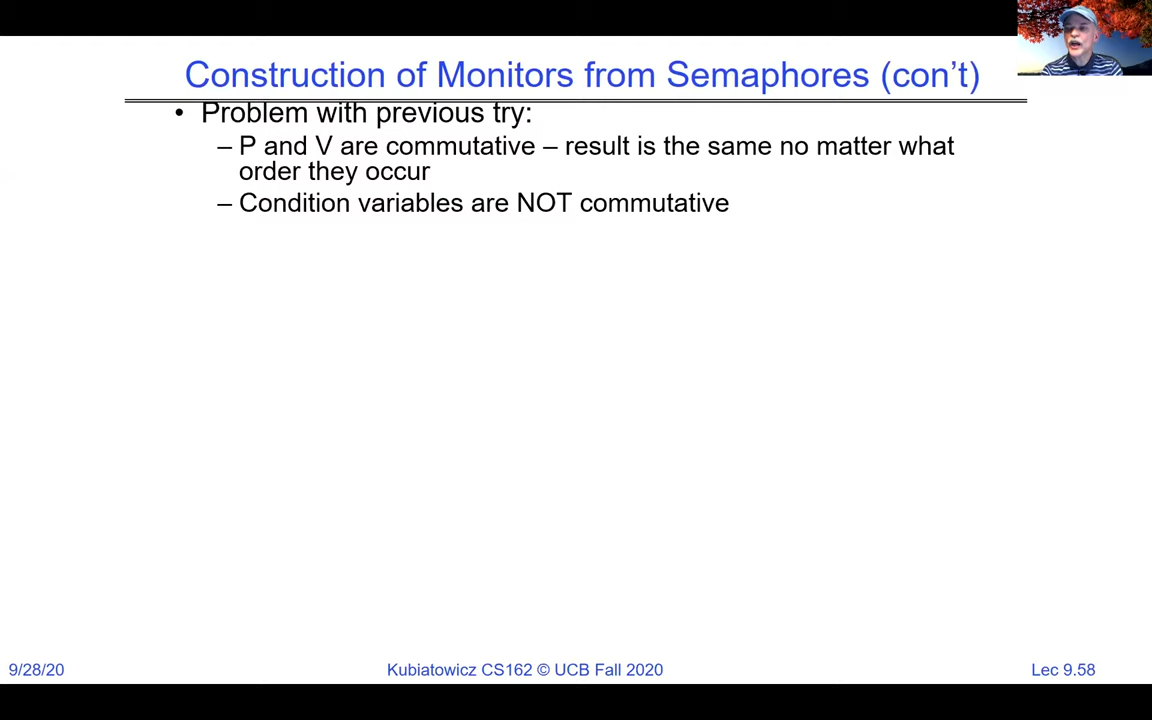 Construction of Monitors from Semaphores (con’t)
• Problem with previous try:
– P and V are commutative – result is the same no matter what
order they occur
– Condition variables are NOT commutative
9/28/20
Kubiatowicz CS162 © UCB Fall 2020
Lec 9.58